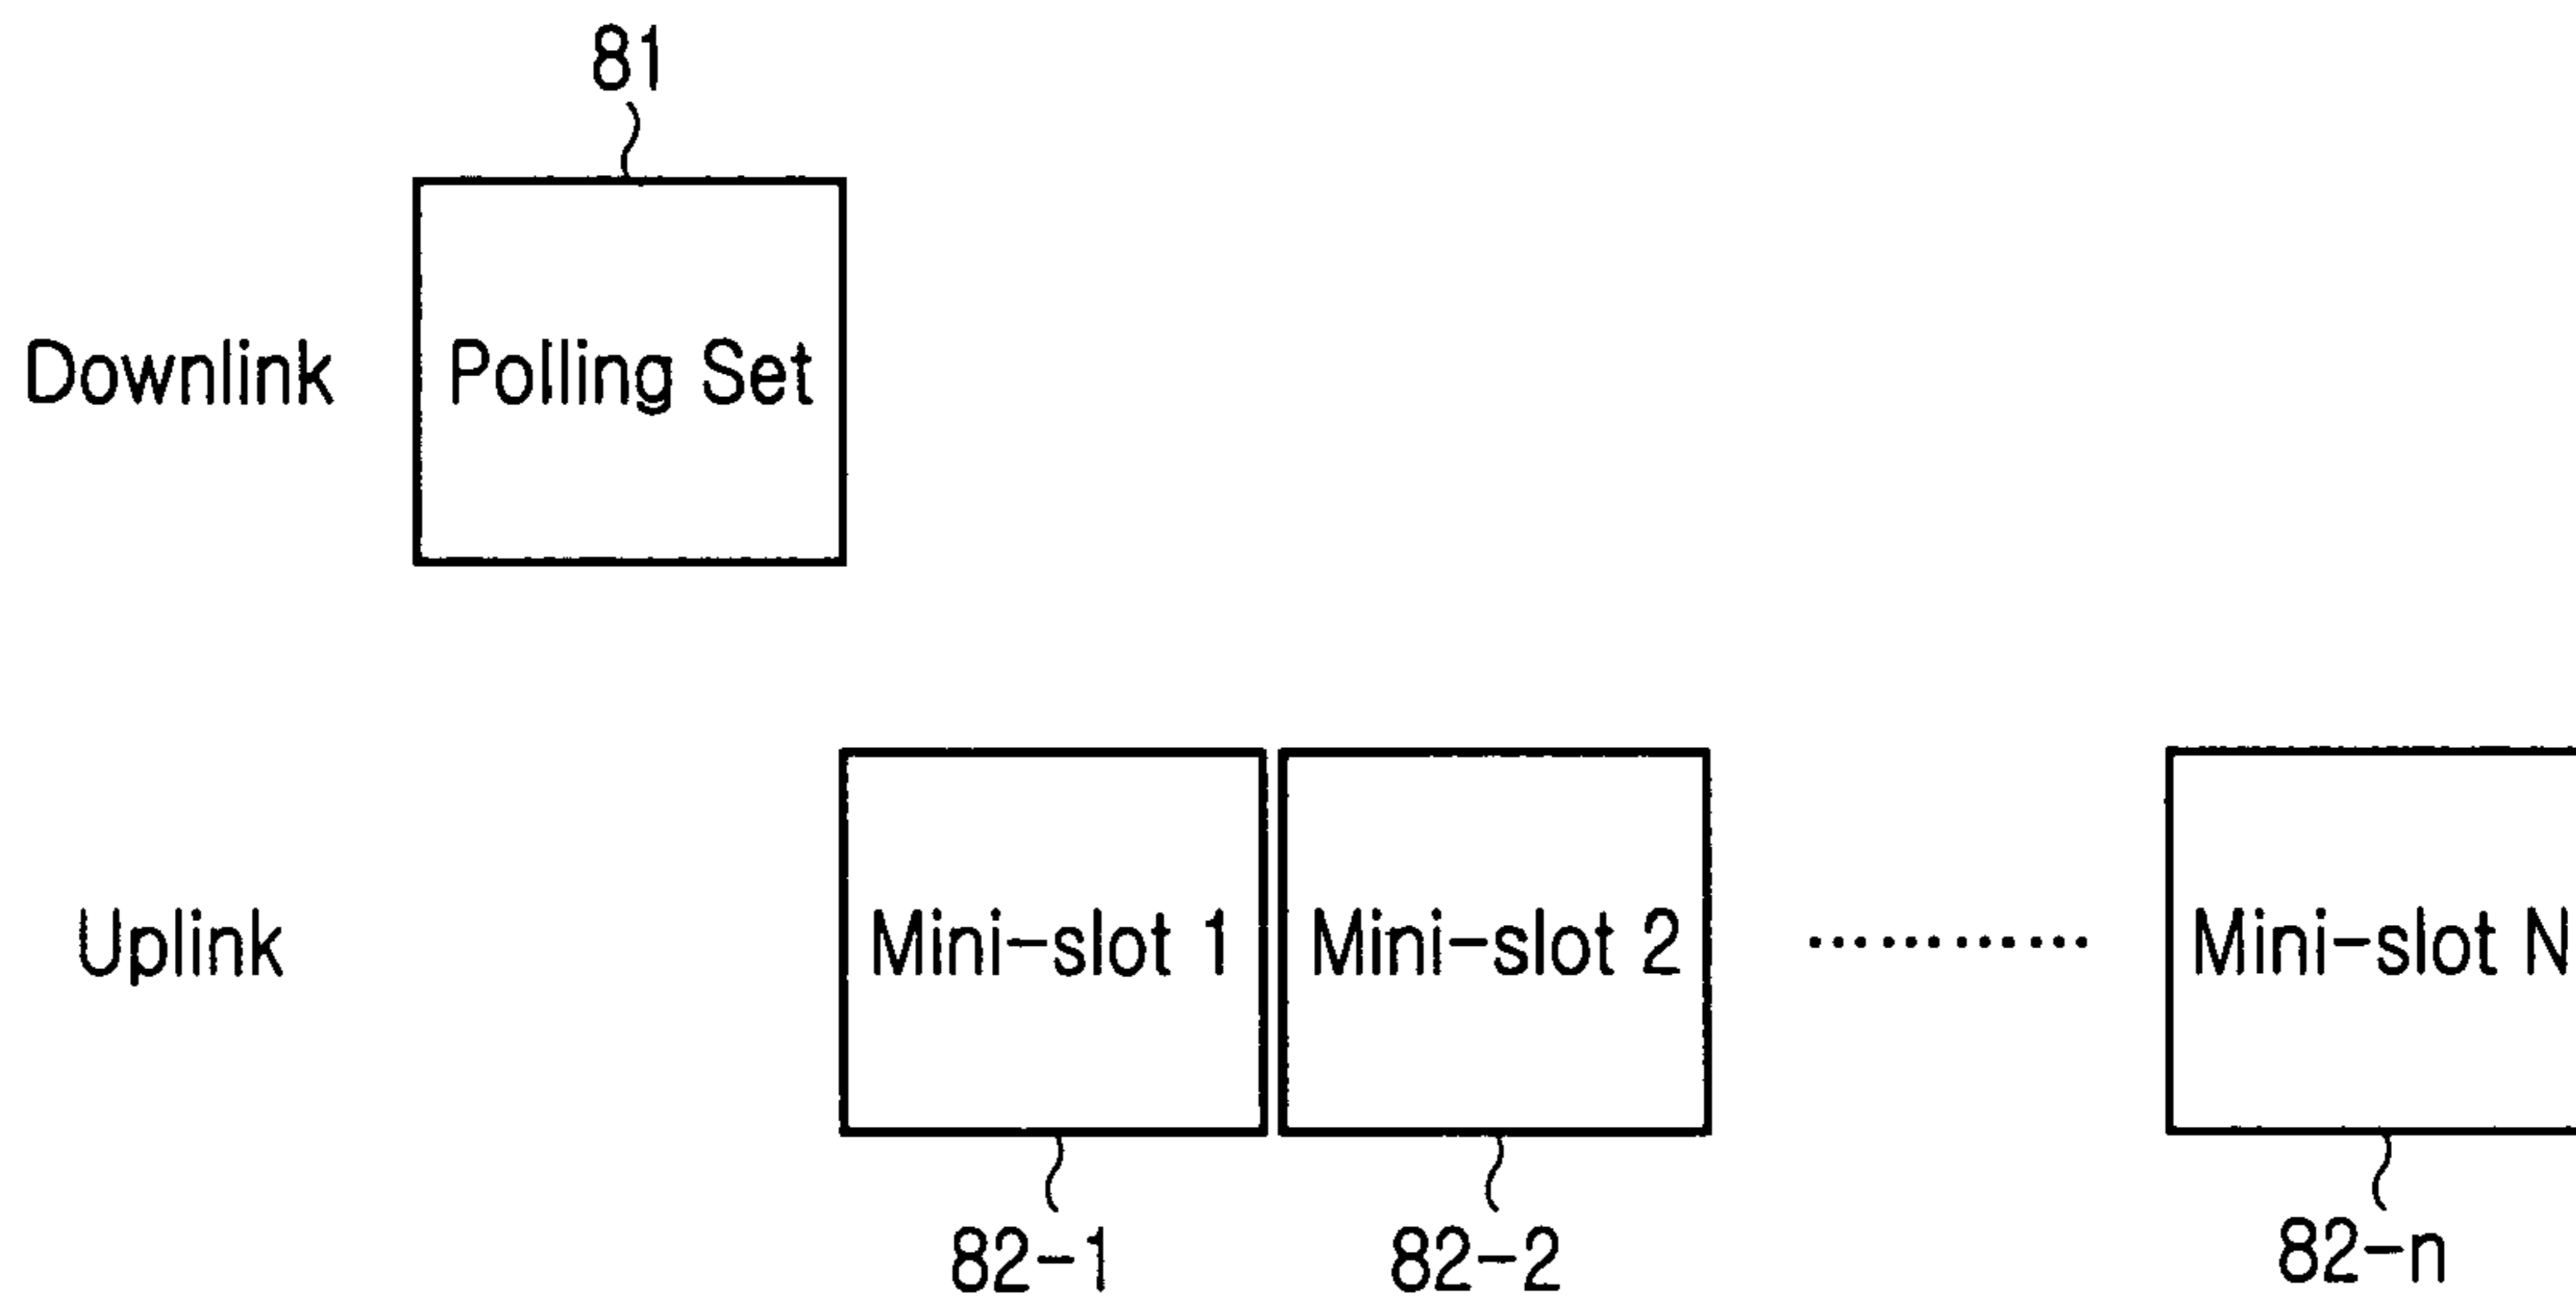 81
Downlink
Polling Set
Uplink
Mini-slot 1
Mini-slot 2
Mini-slot N
82-1
82-2
82-n